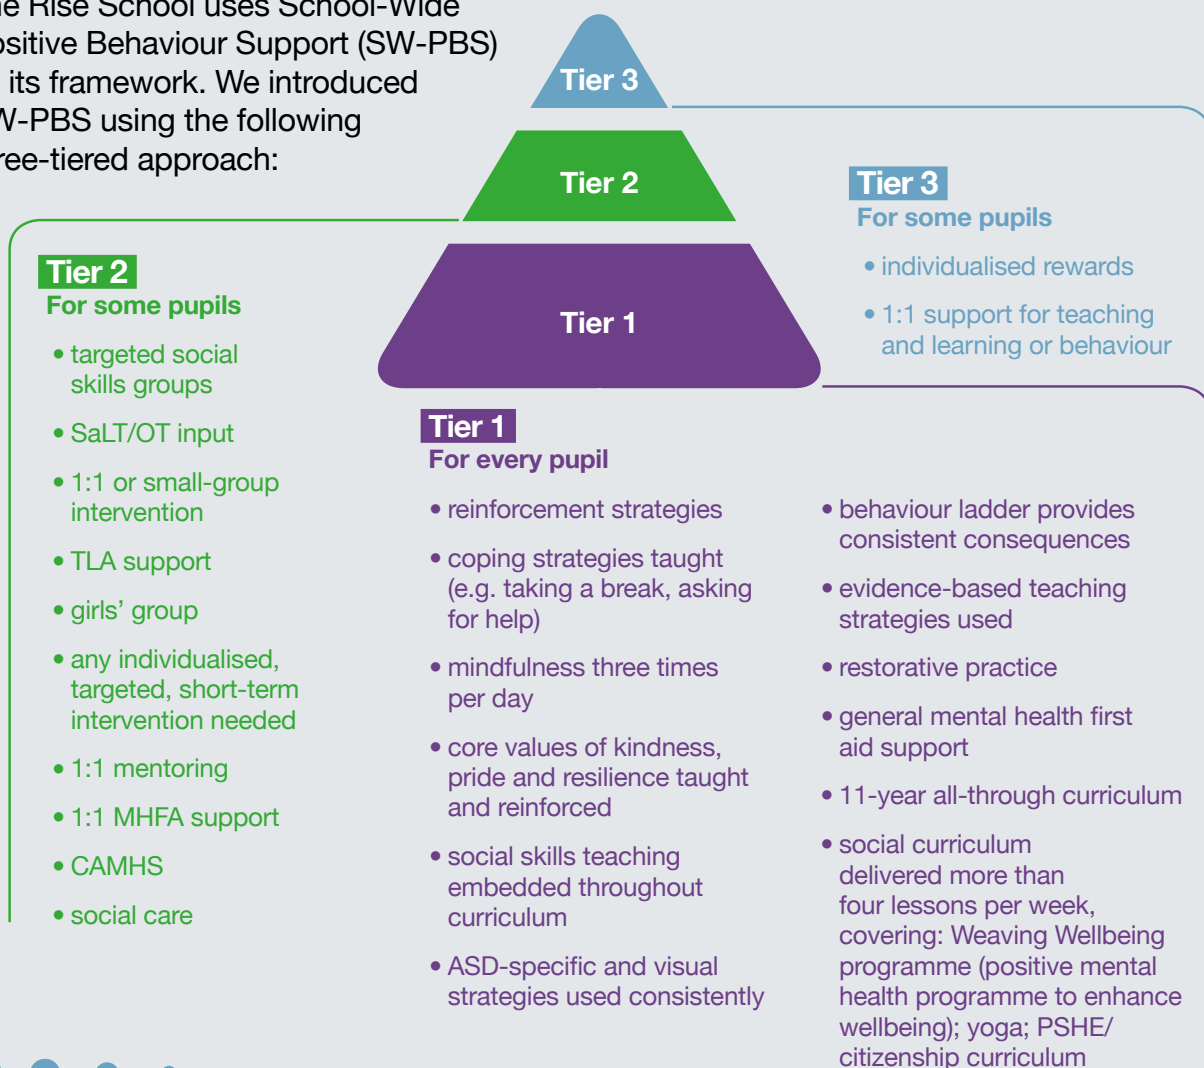 he Rise School uses School-Wide
ositive Behaviour Support (SW-PBS)
its framework. We introduced
W-PBS using the following
ree-tiered approach:
Tier 3
Tier 2
Tier 1
Tier 2
For some pupils
• targeted social
skills groups
• SaLT/OT input
• 1:1 or small-group
intervention
• TLA support
• girls’ group
• any individualised,
targeted, short-term
intervention needed
• 1:1 mentoring
• 1:1 MHFA support
• CAMHS
• social care
Tier 3
For some pupils
• individualised rewards
• 1:1 support for teaching
and learning or behaviour
Tier 1
For every pupil
• reinforcement strategies
• coping strategies taught
(e.g. taking a break, asking
for help)
• mindfulness three times
per day
• core values of kindness,
pride and resilience taught
and reinforced
• social skills teaching
embedded throughout
curriculum
• ASD-specific and visual
strategies used consistently
• behaviour ladder provides
consistent consequences
• evidence-based teaching
strategies used
• restorative practice
• general mental health first
aid support
• 11-year all-through curriculum
• social curriculum
delivered more than
four lessons per week,
covering: Weaving Wellbeing
programme (positive mental
health programme to enhance
wellbeing); yoga; PSHE/
citizenship curriculum